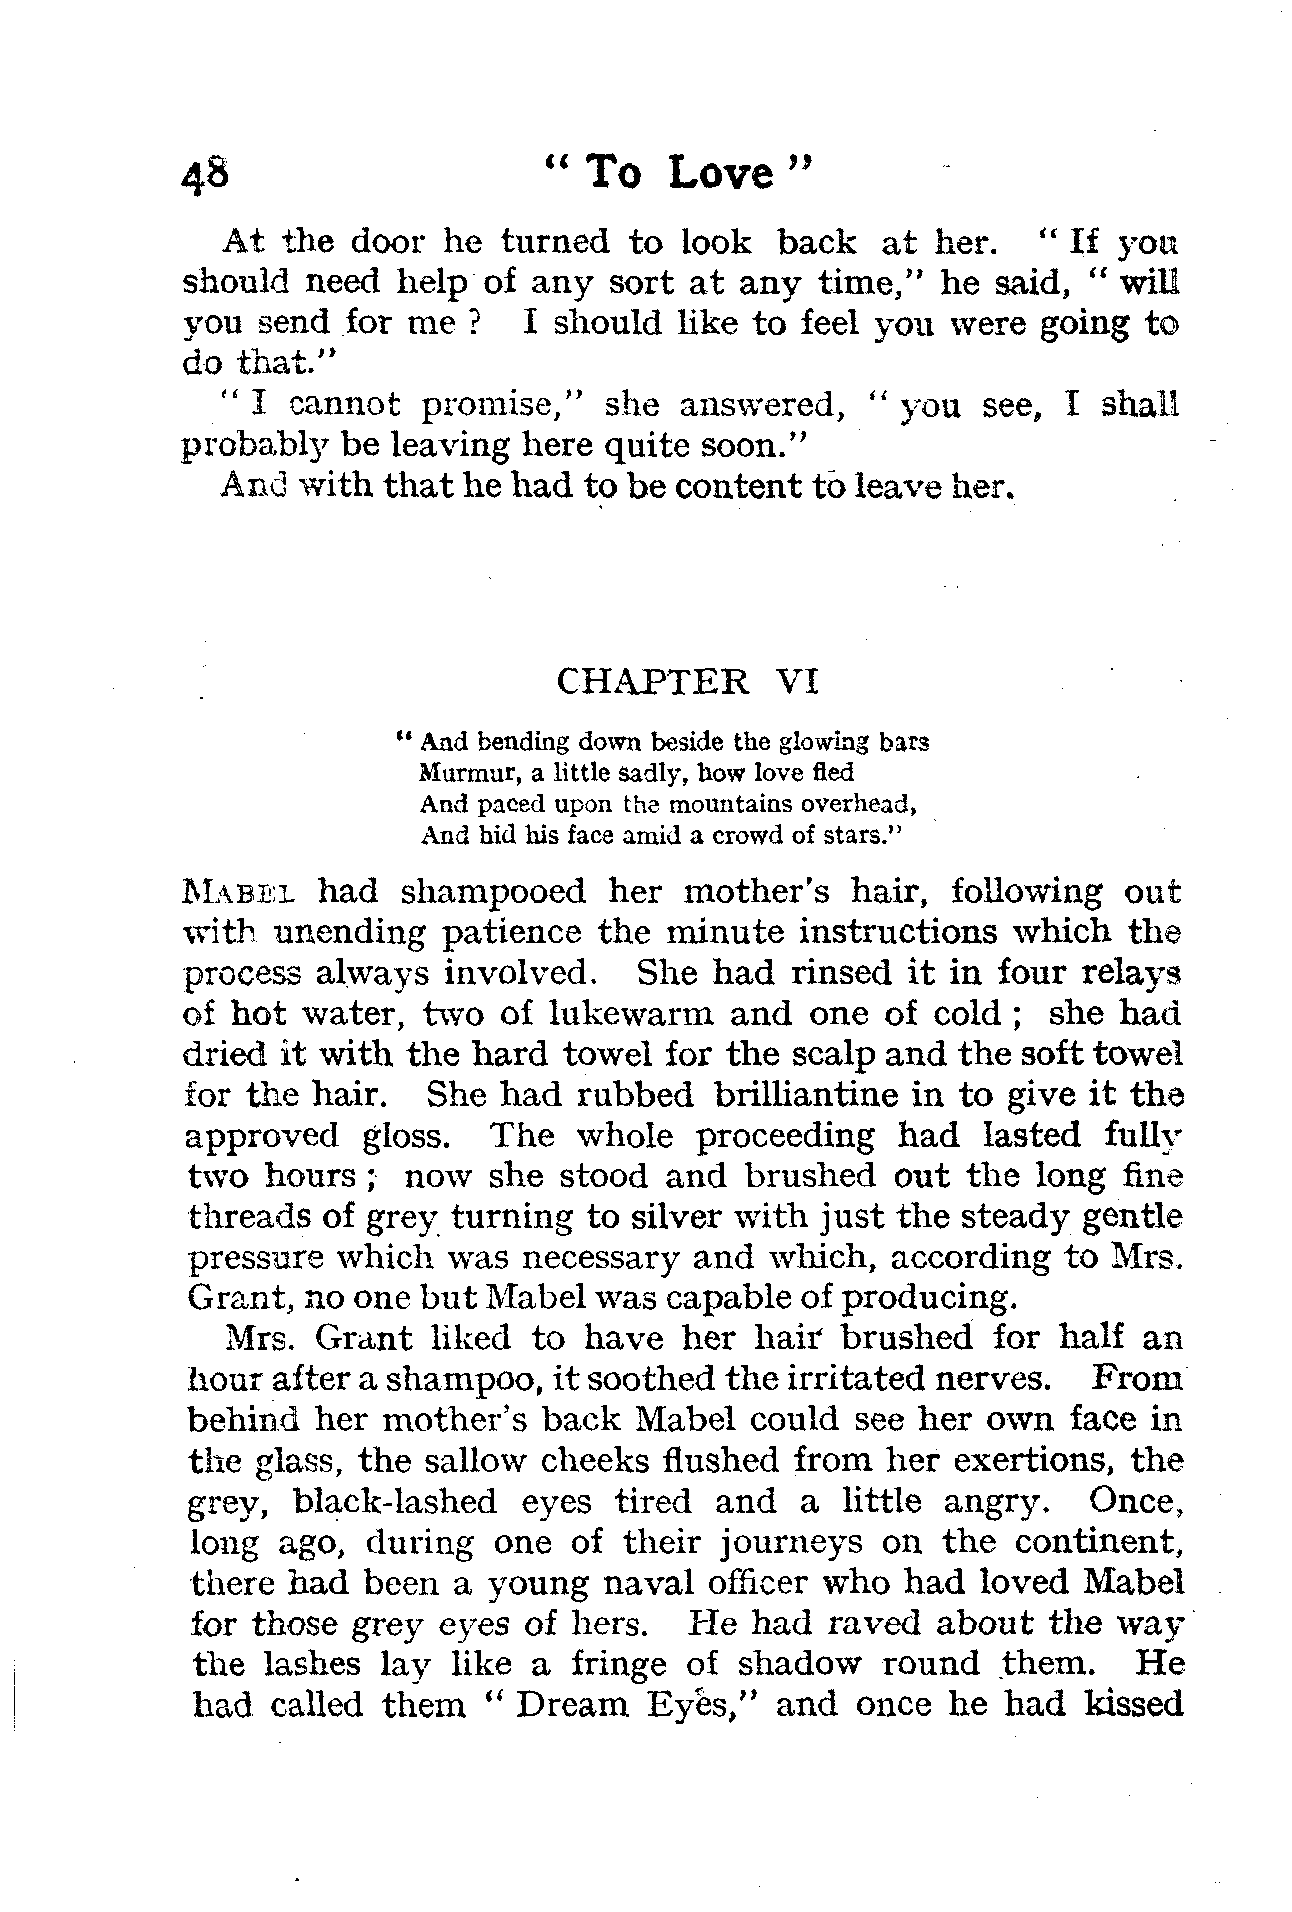 48 " To Love "
At the door he turned to look back at her. " If you
should need help of any sort at any time," he said, " will
you send for me ? I should like to feel you were going to
do that."
" I cannot promise," she answered, " you see, I shall
probably be leaving here quite soon."
And with that he had to be content to leave her.
CHAPTER VI
" And bending down beside the glowing bars
Murmur, a little sadly, how love fled
And paced upon the mountains overhead,
And hid his face amid a crowd of stars."
MABEL had shampooed her mother's hair, following out
with unending patience the minute instructions which the
process always involved. She had rinsed it in four relays
of hot water, two of lukewarm and one of cold ; she had
dried it with the hard towel for the scalp and the soft towel
for the hair. She had rubbed brilliantine in to give it the
approved gloss. The whole proceeding had lasted fully
two hours ; now she stood and brushed out the long fine
threads of grey turning to silver with just the steady gentle
pressure which was necessary and which, according to Mrs.
Grant, no one but Mabel was capable of producing.
Mrs. Grant liked to have her hair brushed for half an
hour after a shampoo, it soothed the irritated nerves. From
behind her mother's back Mabel could see her own face in
the glass, the sallow cheeks flushed from her exertions, the
grey, black-lashed eyes tired and a little angry. Once,
long ago, during one of their journeys on the continent,
there had been a young naval officer who had loved Mabel
for those grey eyes of hers. He had raved about the way
the lashes lay like a fringe of shadow round them. He
had called them " Dream Eyes," and once he had kissed